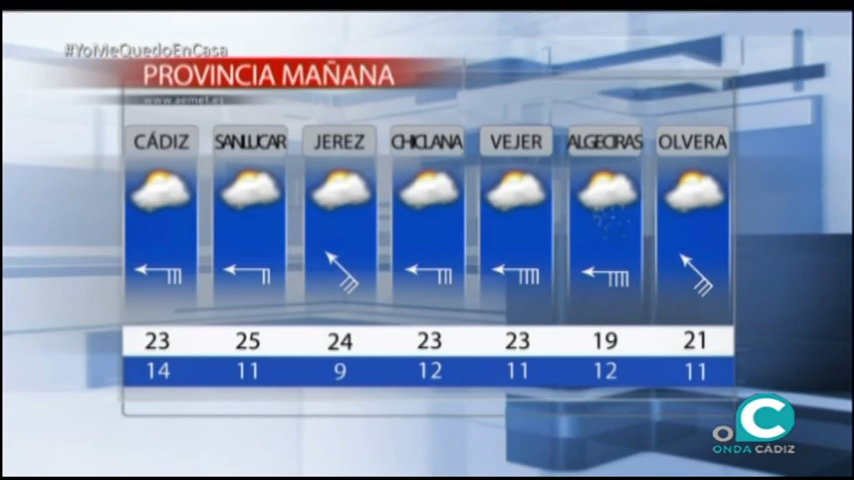 #YoMeQuedoEnCasa
PROVINCIA MAÑANA
www.aemet.es
CÁDIZ SANLUCAR JEREZ CHICLANA VEJER ALGECIRAS OLVERA
23 25 24 23 23 19 21
14 11 9 12 11 12 11
O C
ONDA CÁDIZ